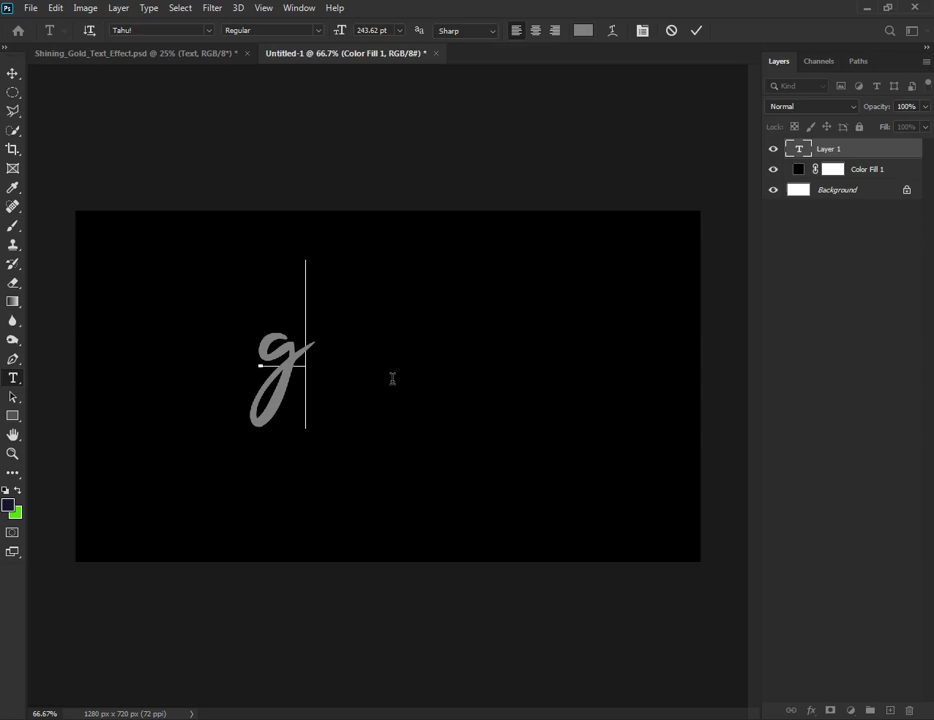 Ps File Edit Image Layer Type Select Filter 3D View Window Help
T Tahu! Regular 243.62 pt Sharp
Shining_Gold_Text_Effect.psd @ 25% (Text, RGB/8*) * × Untitled-1 @ 66.7% (Color Fill 1, RGB/8#) * ×
Layers Channels Paths
Kind
Normal Opacity: 100%
Lock: Fill: 100%
T Layer 1
Color Fill 1
Background
g
66.67% 1280 px x 720 px (72 ppi)